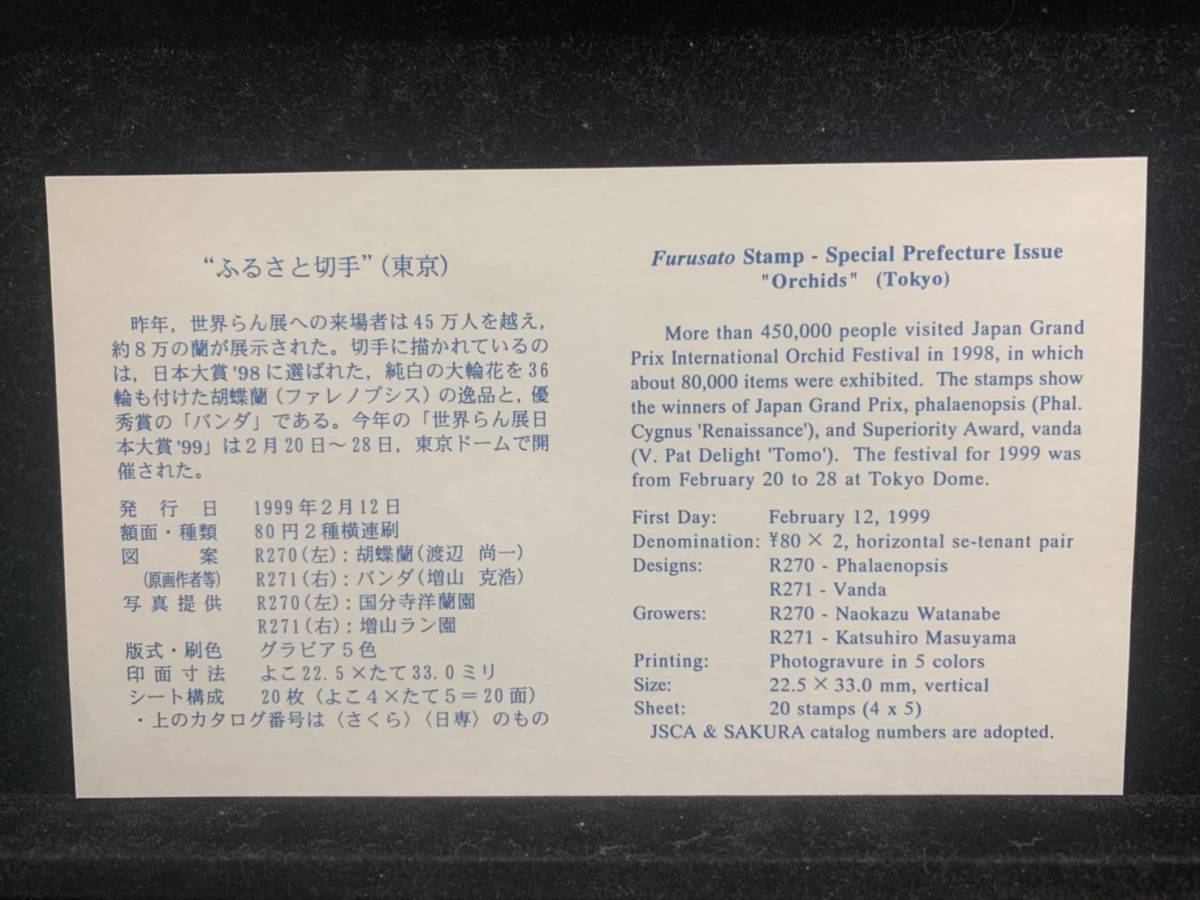 “ふるさと切手”(東京)
昨年，世界らん展への来場者は45万人を越え，
約8万の蘭が展示された。切手に描かれているの
は，日本大賞'98に選ばれた，純白の大輪花を36
輪も付けた胡蝶蘭（ファレノプシス）の逸品と，優
秀賞の「バンダ」である。今年の「世界らん展日
本大賞'99」は2月20日～28日，東京ドームで開
催された。
発行日 1999年2月12日
額面・種類 80円2種横連刷
図案 R270(左)：胡蝶蘭(渡辺 尚一)
(原画作者等) R271(右)：バンダ(増山 克浩)
写真提供 R270(左)：国分寺洋蘭園
R271(右)：増山ラン園
版式・刷色 グラビア5色
印面寸法 よこ22.5×たて33.0ミリ
シート構成 20枚（よこ4×たて5＝20面）
・上のカタログ番号は〈さくら〉〈日専〉のもの
Furusato Stamp - Special Prefecture Issue
"Orchids" (Tokyo)
More than 450,000 people visited Japan Grand
Prix International Orchid Festival in 1998, in which
about 80,000 items were exhibited. The stamps show
the winners of Japan Grand Prix, phalaenopsis (Phal.
Cygnus 'Renaissance'), and Superiority Award, vanda
(V. Pat Delight 'Tomo'). The festival for 1999 was
from February 20 to 28 at Tokyo Dome.
First Day: February 12, 1999
Denomination: ¥80 × 2, horizontal se-tenant pair
Designs: R270 - Phalaenopsis
R271 - Vanda
Growers: R270 - Naokazu Watanabe
R271 - Katsuhiro Masuyama
Printing: Photogravure in 5 colors
Size: 22.5 × 33.0 mm, vertical
Sheet: 20 stamps (4 x 5)
JSCA & SAKURA catalog numbers are adopted.